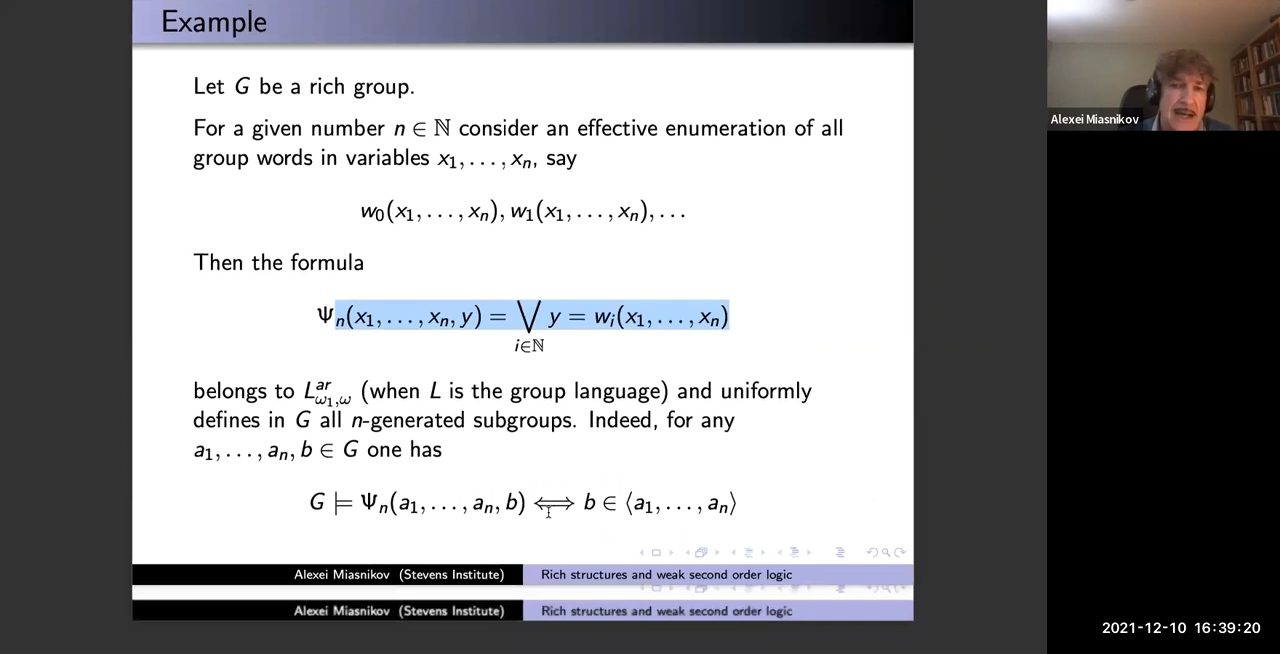 Example
Let G be a rich group.
For a given number n ∈ ℕ consider an effective enumeration of all
group words in variables x₁, . . . , xₙ, say
w₀(x₁, . . . , xₙ), w₁(x₁, . . . , xₙ), . . .
Then the formula
Ψₙ(x₁, . . . , xₙ, y) = ⋁ y = wᵢ(x₁, . . . , xₙ)
i∈ℕ
belongs to L^{ar}_{ω₁,ω} (when L is the group language) and uniformly
defines in G all n-generated subgroups. Indeed, for any
a₁, . . . , aₙ, b ∈ G one has
G ⊨ Ψₙ(a₁, . . . , aₙ, b) ⟺ b ∈ ⟨a₁, . . . , aₙ⟩
Alexei Miasnikov (Stevens Institute) Rich structures and weak second order logic
Alexei Miasnikov (Stevens Institute) Rich structures and weak second order logic
Alexei Miasnikov
2021-12-10 16:39:20